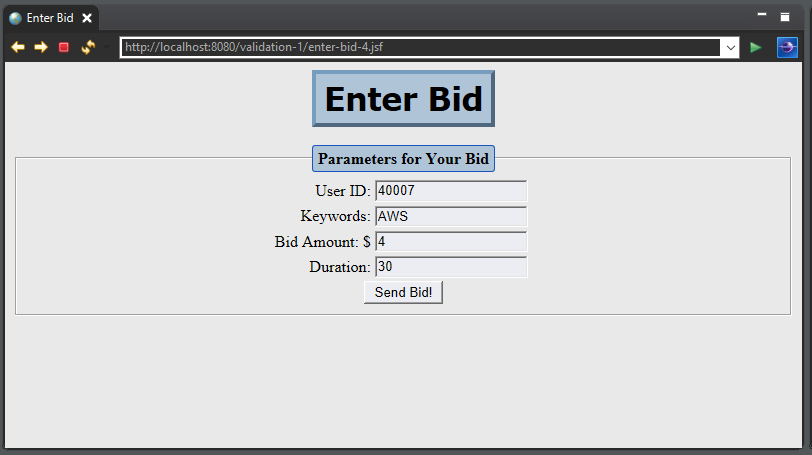 Enter Bid
http://localhost:8080/validation-1/enter-bid-4.jsf
Enter Bid
Parameters for Your Bid
User ID: 40007
Keywords: AWS
Bid Amount: $ 4
Duration: 30
Send Bid!